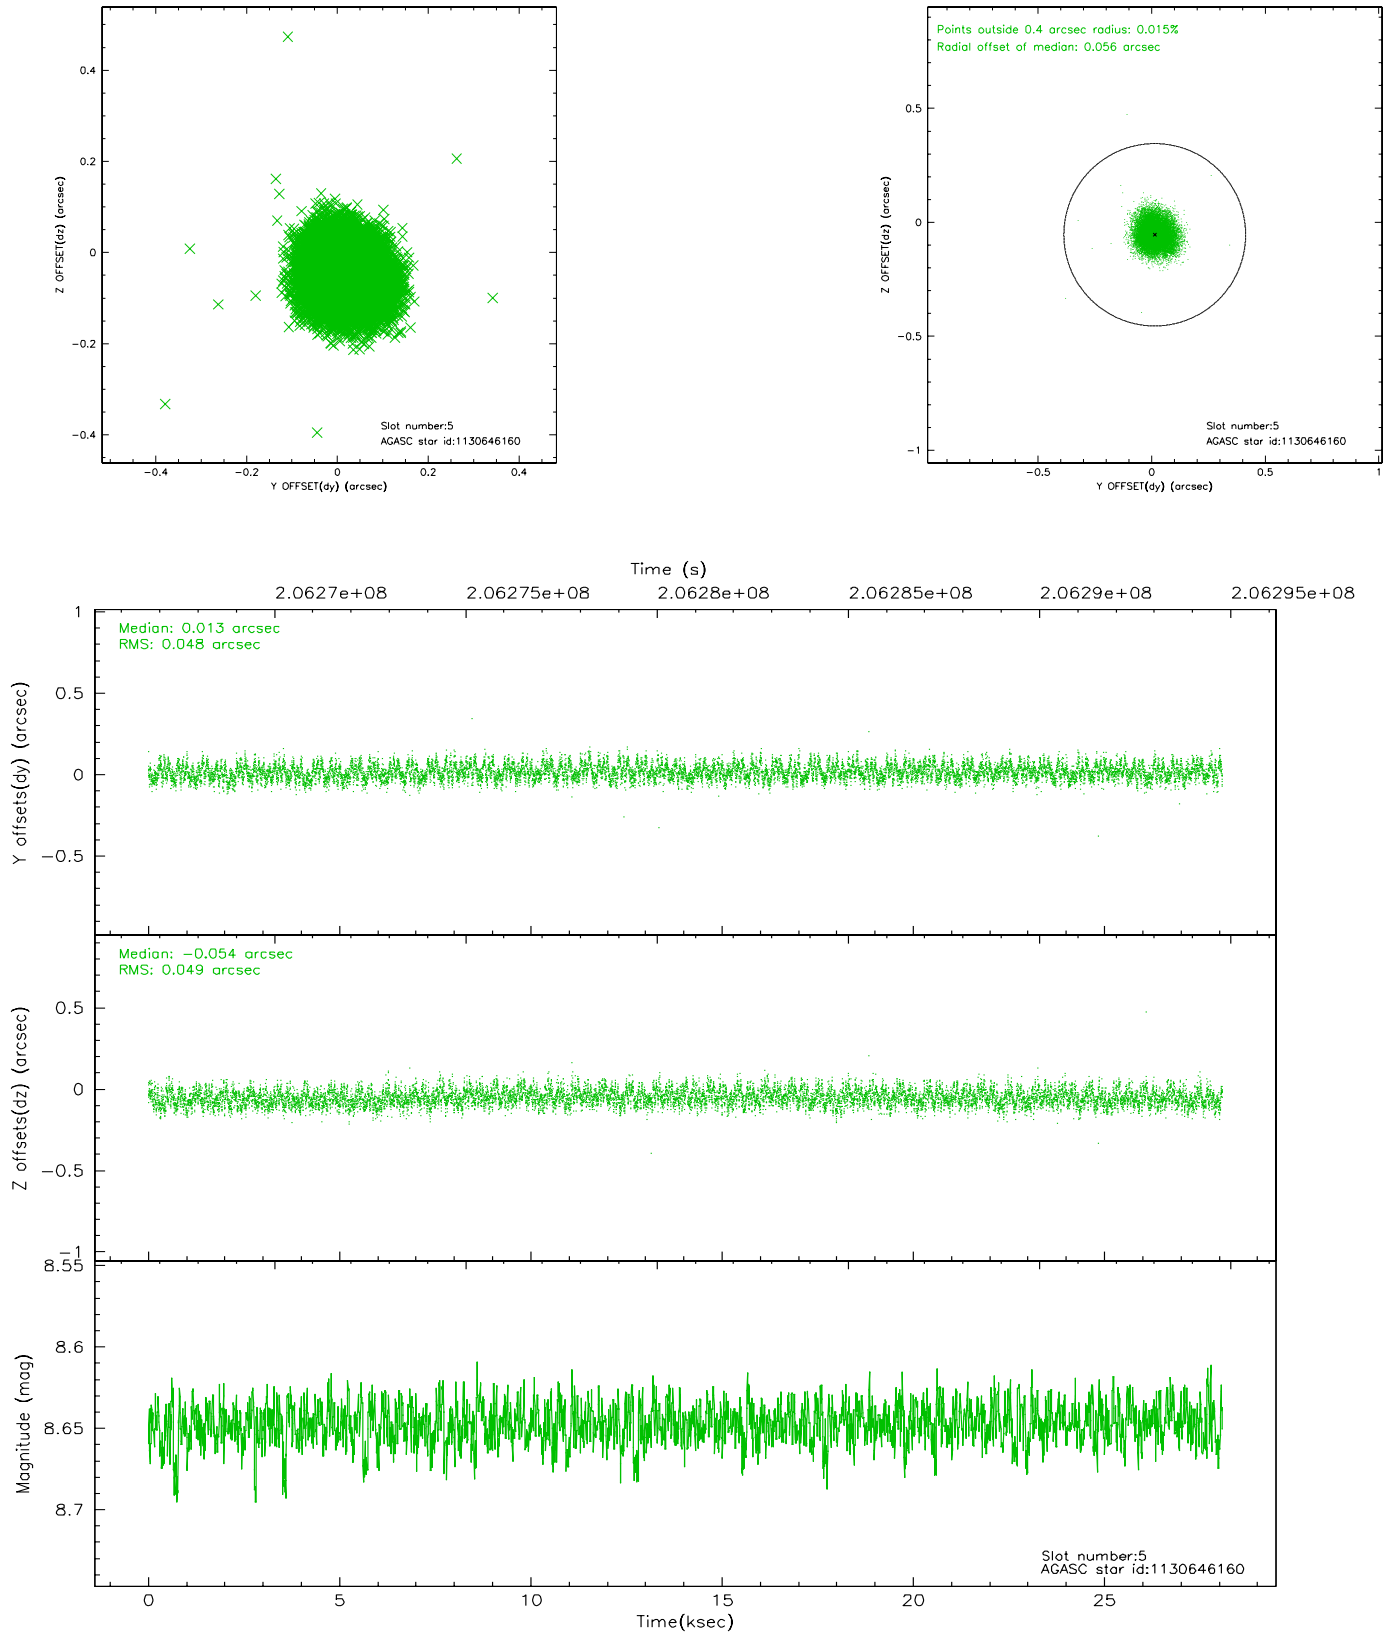 0.4
0.2
0
−0.2
−0.4
Z OFFSET(dz) (arcsec)
Slot number:5
AGASC star id:1130646160
−0.4 −0.2 0 0.2 0.4
Y OFFSET(dy) (arcsec)
Points outside 0.4 arcsec radius: 0.015%
Radial offset of median: 0.056 arcsec
0.5
0
−0.5
−1
Z OFFSET(dz) (arcsec)
Slot number:5
AGASC star id:1130646160
−0.5 0 0.5 1
Y OFFSET(dy) (arcsec)
Time (s)
2.0627e+08 2.06275e+08 2.0628e+08 2.06285e+08 2.0629e+08 2.06295e+08
Median: 0.013 arcsec
RMS: 0.048 arcsec
1
0.5
0
−0.5
Y offsets(dy) (arcsec)
Median: −0.054 arcsec
RMS: 0.049 arcsec
0.5
0
−0.5
−1
Z offsets(dz) (arcsec)
8.55
8.6
8.65
8.7
Magnitude (mag)
Slot number:5
AGASC star id:1130646160
0 5 10 15 20 25
Time(ksec)